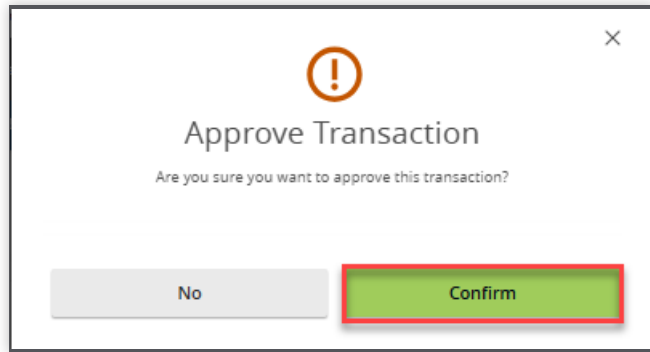 Approve Transaction
Are you sure you want to approve this transaction?
No
Confirm